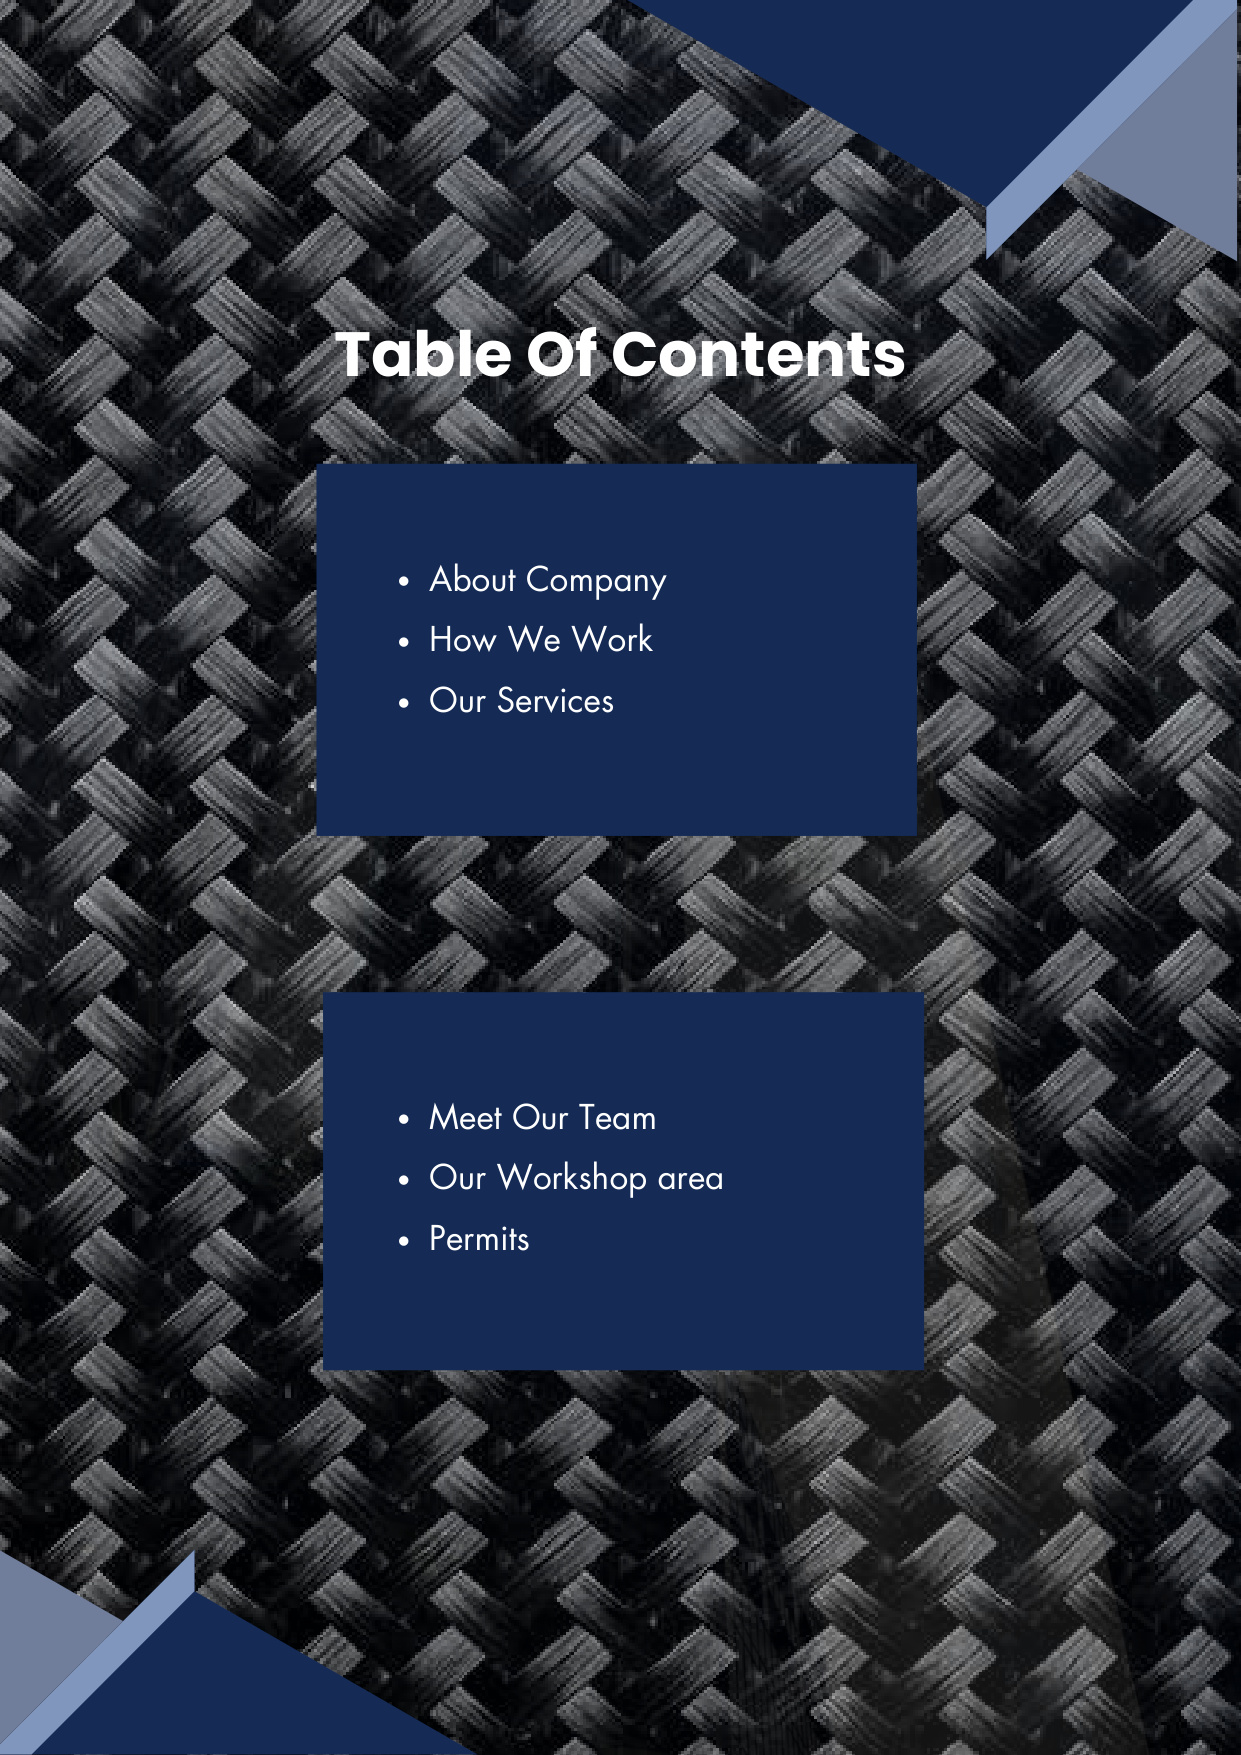 Table Of Contents
• About Company
• How We Work
• Our Services
• Meet Our Team
• Our Workshop area
• Permits